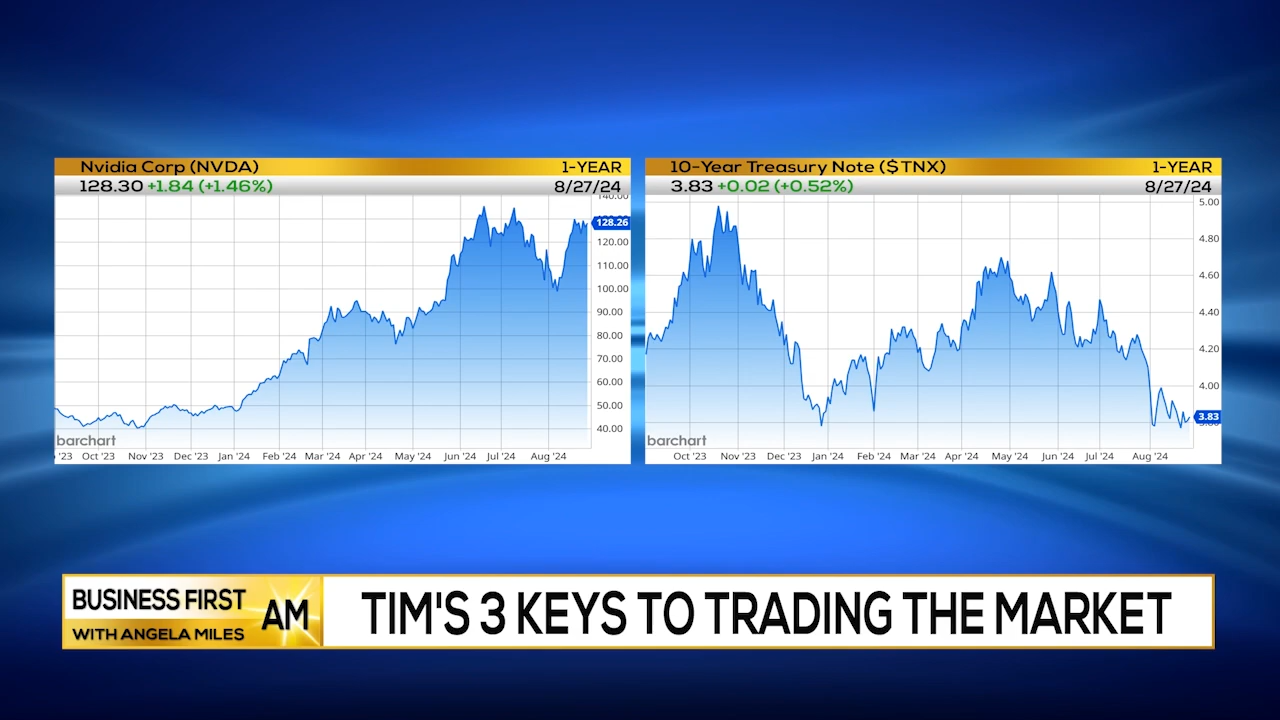 Nvidia Corp (NVDA) 1-YEAR
128.30 +1.84 (+1.46%) 8/27/24
140.00
128.26
120.00
110.00
100.00
90.00
80.00
70.00
60.00
50.00
40.00
barchart
'23 Oct '23 Nov '23 Dec '23 Jan '24 Feb '24 Mar '24 Apr '24 May '24 Jun '24 Jul '24 Aug '24
10-Year Treasury Note ($TNX) 1-YEAR
3.83 +0.02 (+0.52%) 8/27/24
5.00
4.80
4.60
4.40
4.20
4.00
3.83
barchart
Oct '23 Nov '23 Dec '23 Jan '24 Feb '24 Mar '24 Apr '24 May '24 Jun '24 Jul '24 Aug '24
BUSINESS FIRST
AM
WITH ANGELA MILES
TIM'S 3 KEYS TO TRADING THE MARKET